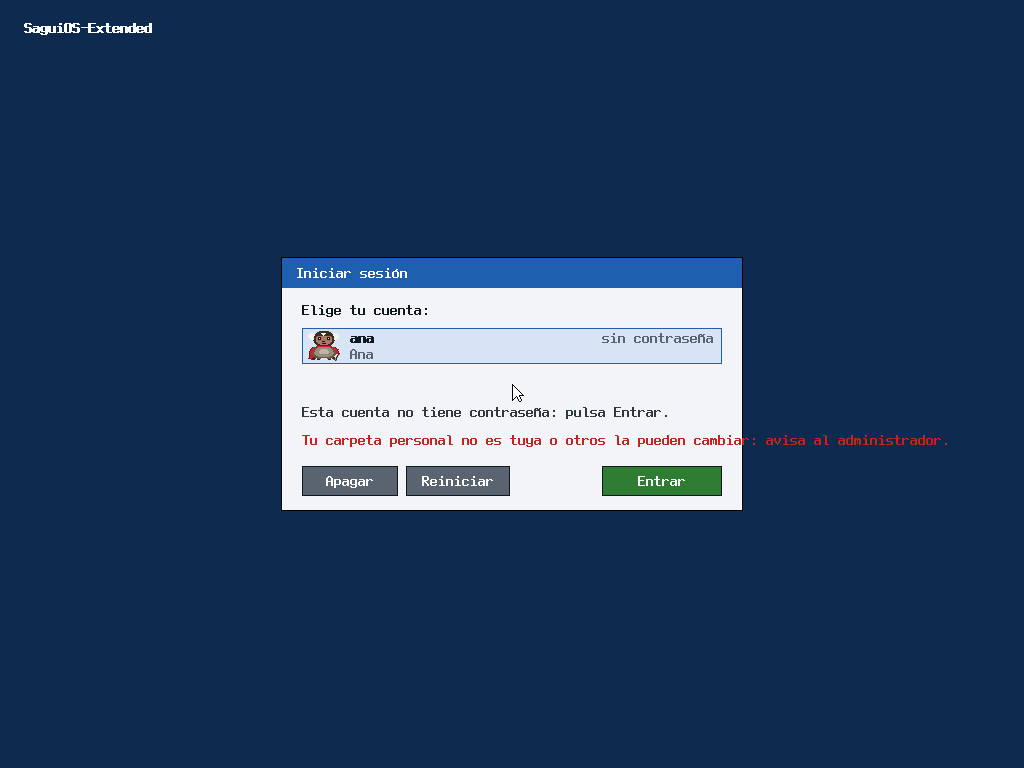 SaguiOS-Extended
Iniciar sesión
Elige tu cuenta:
ana sin contraseña
Ana
Esta cuenta no tiene contraseña: pulsa Entrar.
Tu carpeta personal no es tuya o otros la pueden cambiar: avisa al administrador.
Apagar Reiniciar Entrar